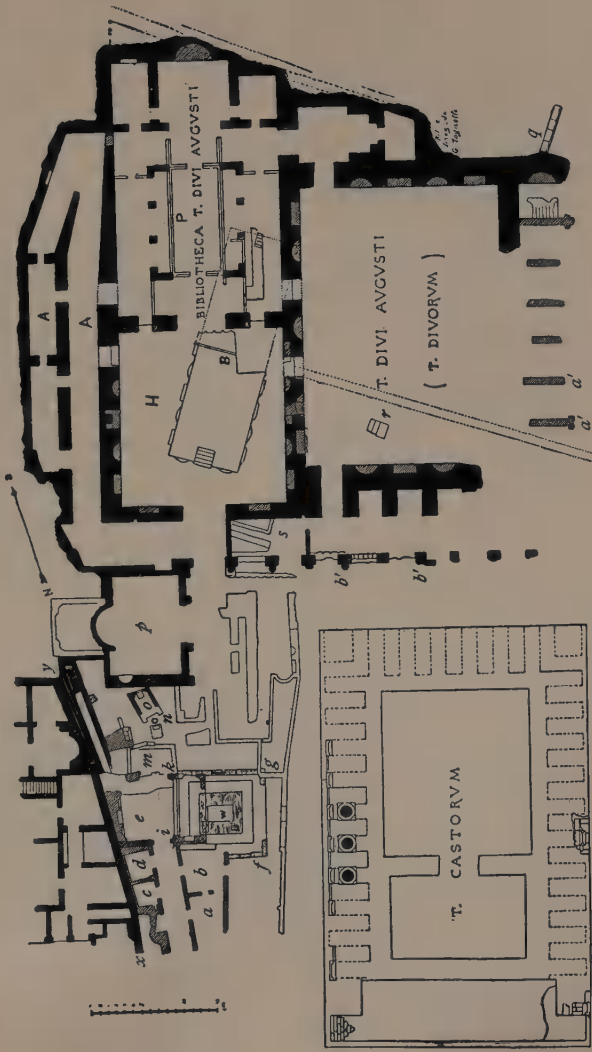 BIBLIOTHECA T. DIVI AVGVSTI
P
A
A
H
B
T. DIVI AVGVSTI
( T. DIVORVM )
r
q
a'
a'
s
b'
b'
N
p
y
n
m
k
g
i
e
d
c
b
a
f
x
T. CASTORVM